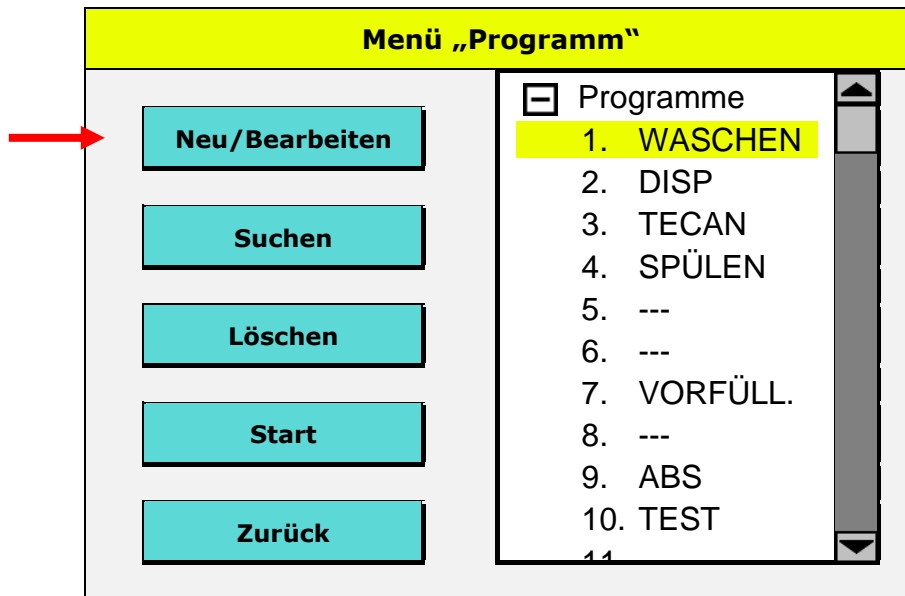 Menü „Programm“
Neu/Bearbeiten
Suchen
Löschen
Start
Zurück
Programme
1. WASCHEN
2. DISP
3. TECAN
4. SPÜLEN
5. ---
6. ---
7. VORFÜLL.
8. ---
9. ABS
10. TEST